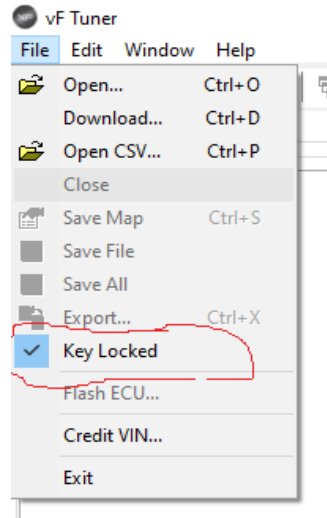 vF Tuner
File Edit Window Help
Open... Ctrl+O
Download... Ctrl+D
Open CSV... Ctrl+P
Close
Save Map Ctrl+S
Save File
Save All
Export... Ctrl+X
Key Locked
Flash ECU...
Credit VIN...
Exit